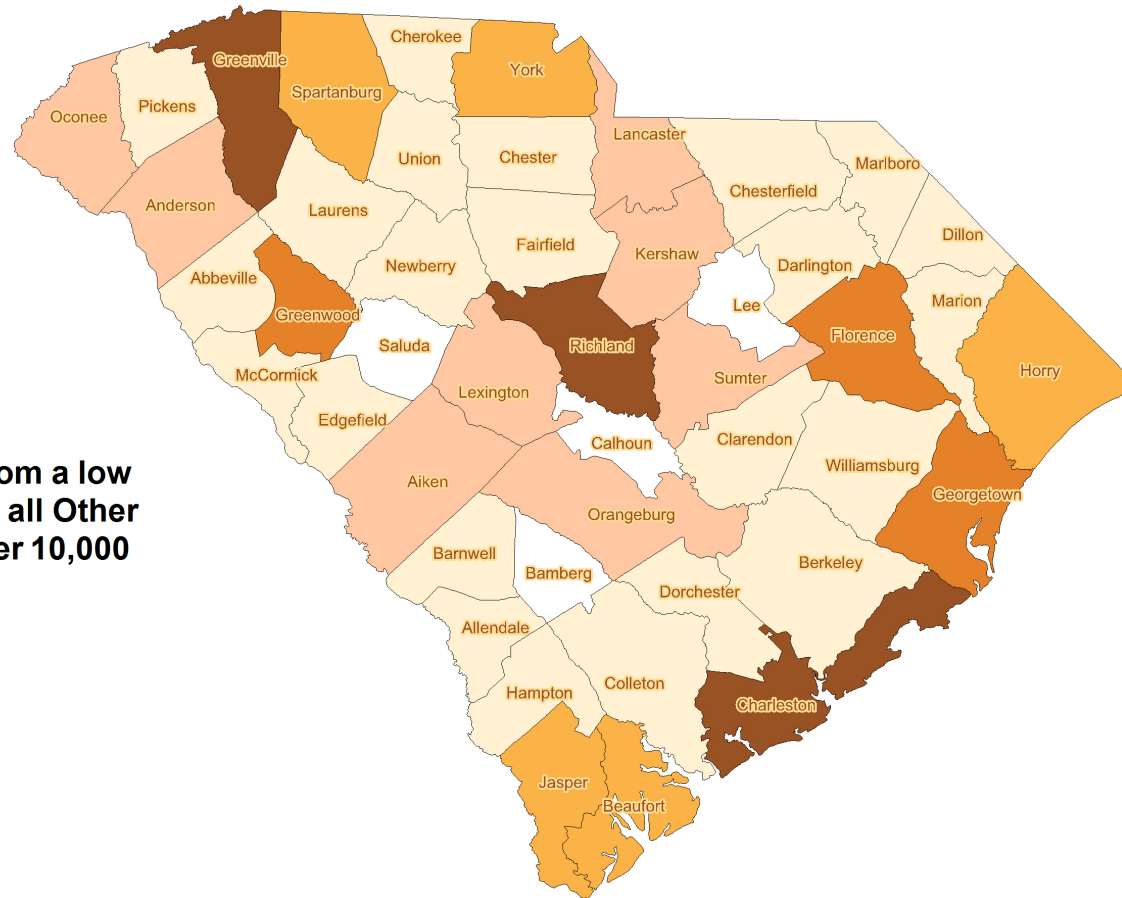 Cherokee
Greenville
York
Spartanburg
Pickens
Oconee
Lancaster
Union
Chester
Marlboro
Chesterfield
Anderson
Laurens
Dillon
Fairfield
Kershaw
Newberry
Darlington
Abbeville
Marion
Lee
Greenwood
Florence
Saluda
Richland
Horry
McCormick
Sumter
Lexington
Edgefield
Clarendon
Calhoun
Williamsburg
om a low
Aiken
Georgetown
all Other
Orangeburg
er 10,000
Barnwell
Berkeley
Bamberg
Dorchester
Allendale
Colleton
Hampton
Charleston
Jasper
Beaufort